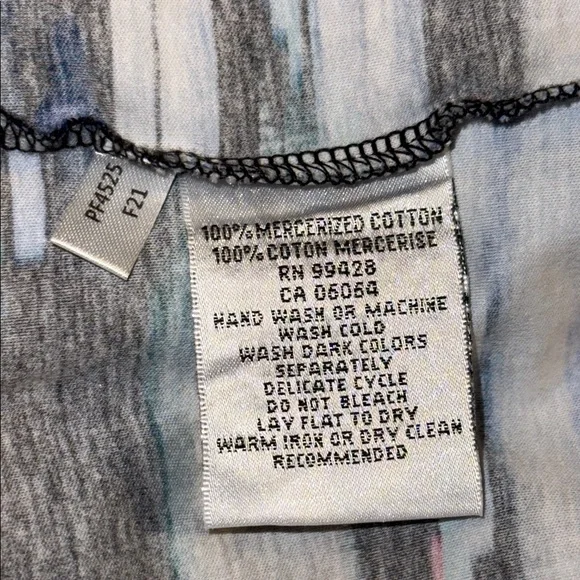 PF4525
F21
100% MERCERIZED COTTON
100% COTON MERCERISE
RN 99428
CA 06064
HAND WASH OR MACHINE
WASH COLD
WASH DARK COLORS
SEPARATELY
DELICATE CYCLE
DO NOT BLEACH
LAY FLAT TO DRY
WARM IRON OR DRY CLEAN
RECOMMENDED